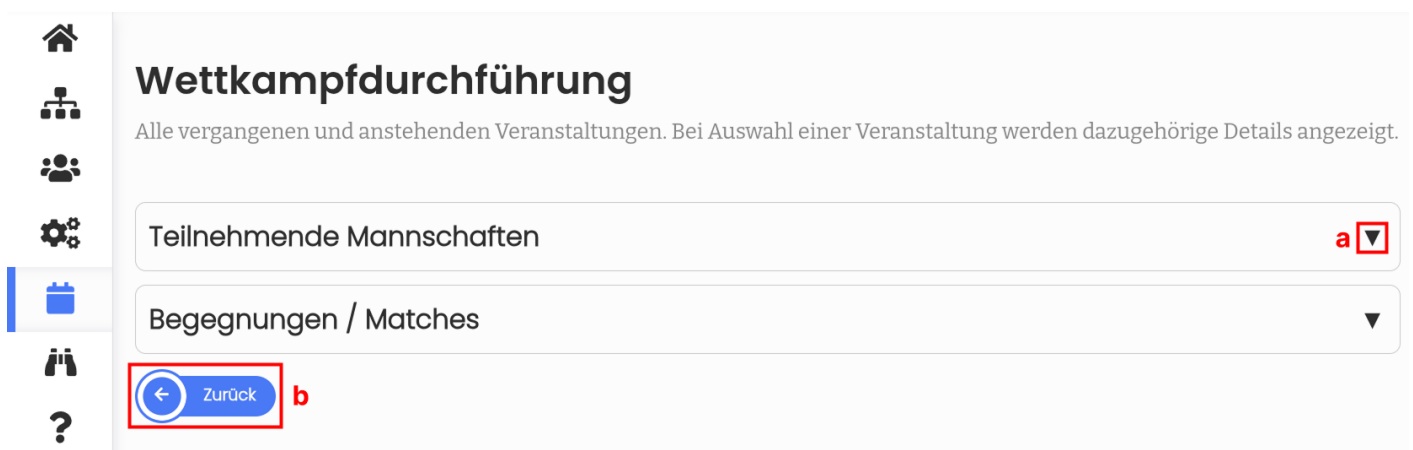 Wettkampfdurchführung
Alle vergangenen und anstehenden Veranstaltungen. Bei Auswahl einer Veranstaltung werden dazugehörige Details angezeigt.
Teilnehmende Mannschaften a ▼
Begegnungen / Matches ▼
Zurück b
?